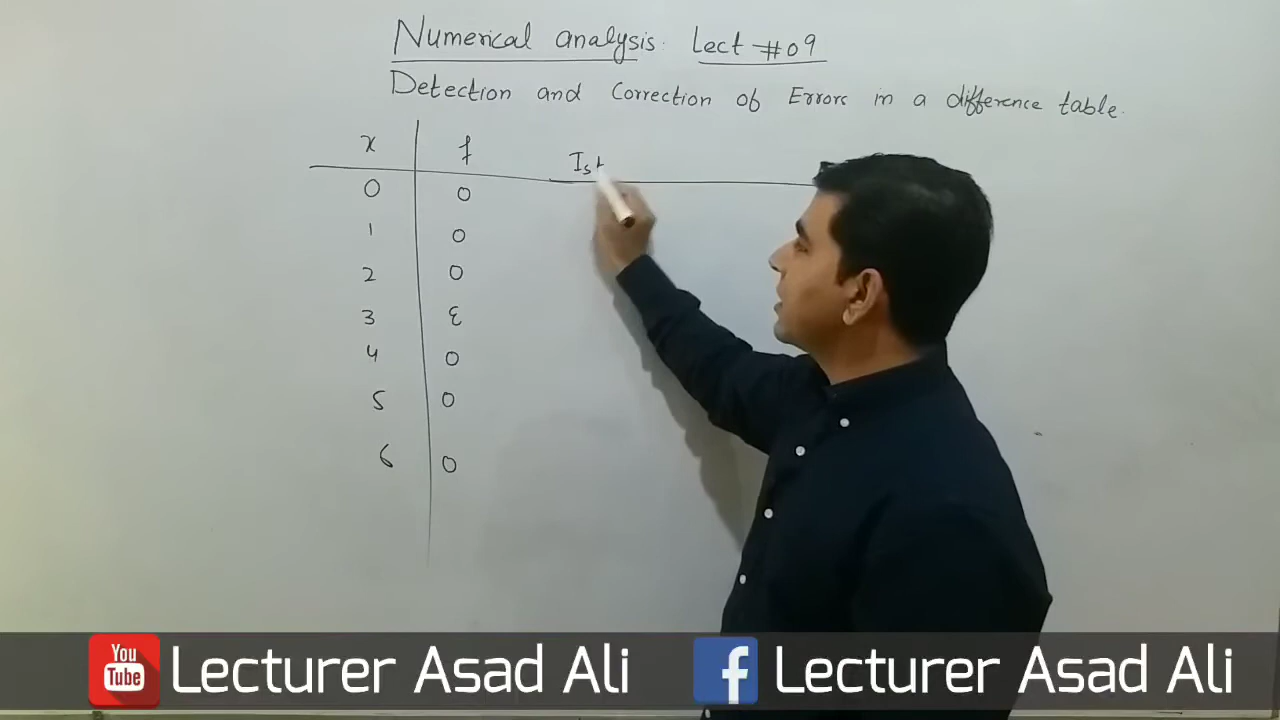 Numerical analysis: Lect #09
Detection and Correction of Errors in a difference table.
x f Ist
0 0
1 0
2 0
3 ε
4 0
5 0
6 0
You Tube Lecturer Asad Ali f Lecturer Asad Ali